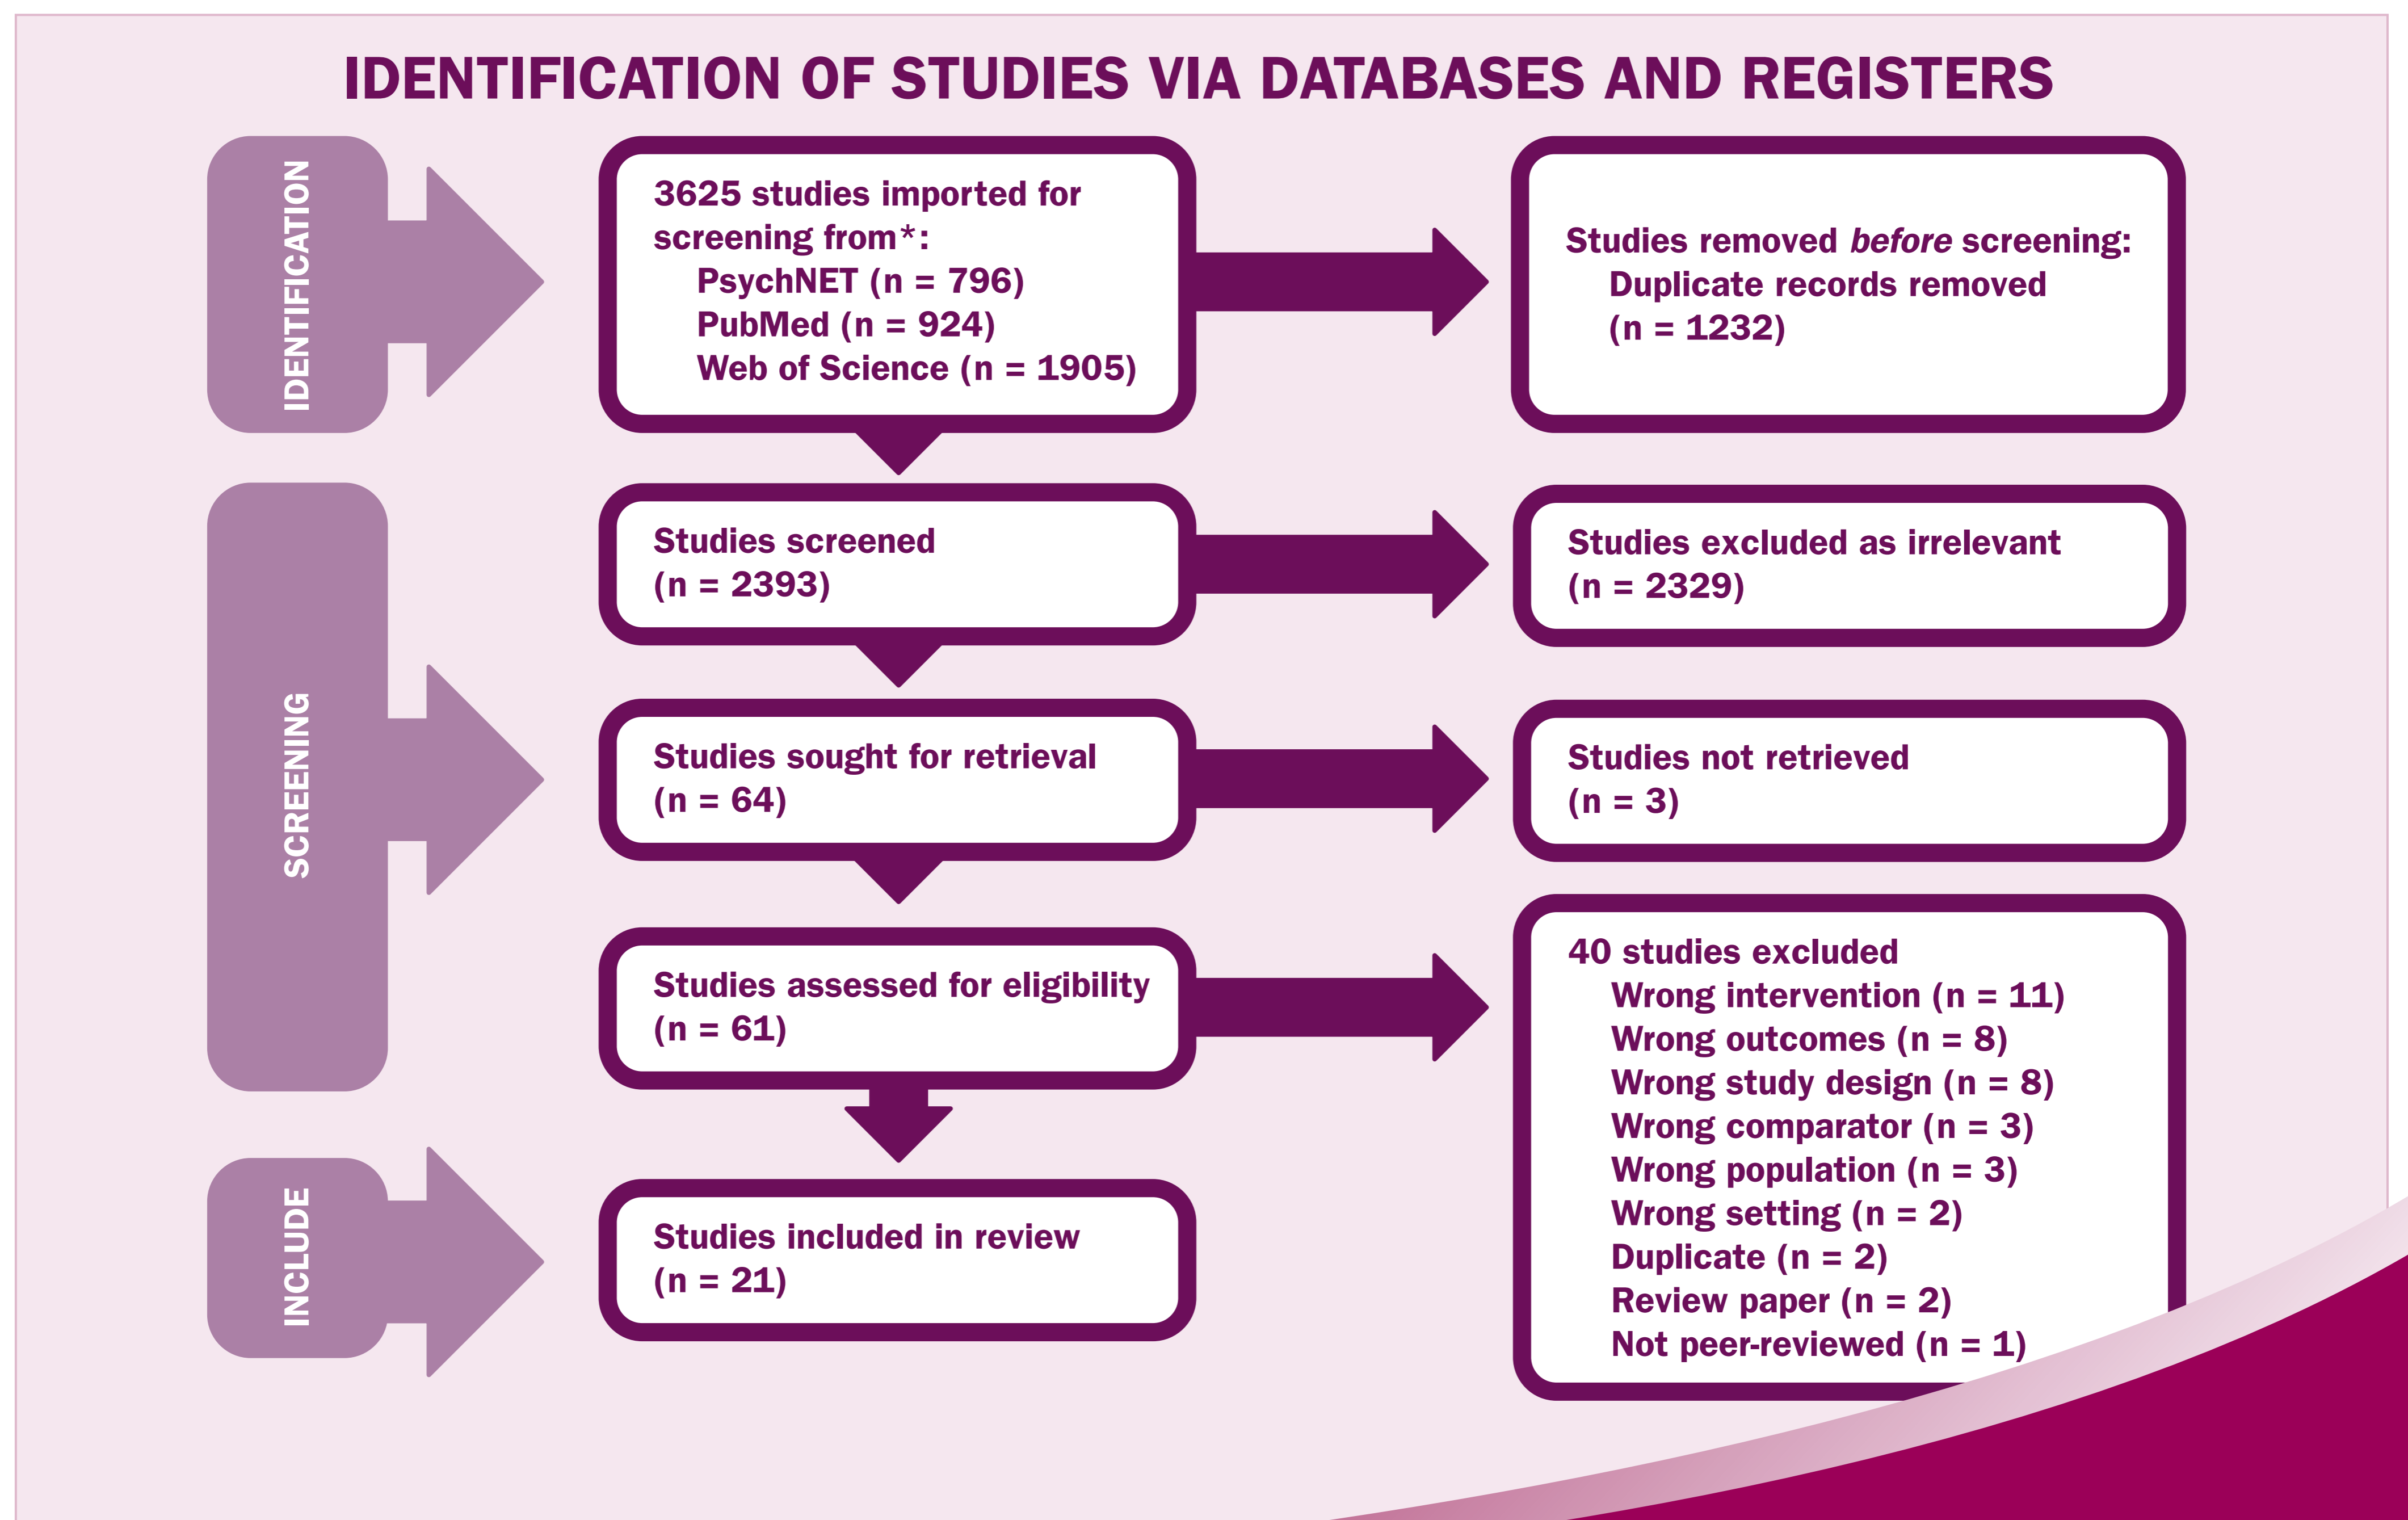 IDENTIFICATION OF STUDIES VIA DATABASES AND REGISTERS
IDENTIFICATION
3625 studies imported for
screening from*:
PsychNET (n = 796)
PubMed (n = 924)
Web of Science (n = 1905)
Studies removed before screening:
Duplicate records removed
(n = 1232)
SCREENING
Studies screened
(n = 2393)
Studies excluded as irrelevant
(n = 2329)
Studies sought for retrieval
(n = 64)
Studies not retrieved
(n = 3)
Studies assessed for eligibility
(n = 61)
40 studies excluded
Wrong intervention (n = 11)
Wrong outcomes (n = 8)
Wrong study design (n = 8)
Wrong comparator (n = 3)
Wrong population (n = 3)
Wrong setting (n = 2)
Duplicate (n = 2)
Review paper (n = 2)
Not peer-reviewed (n = 1)
INCLUDE
Studies included in review
(n = 21)